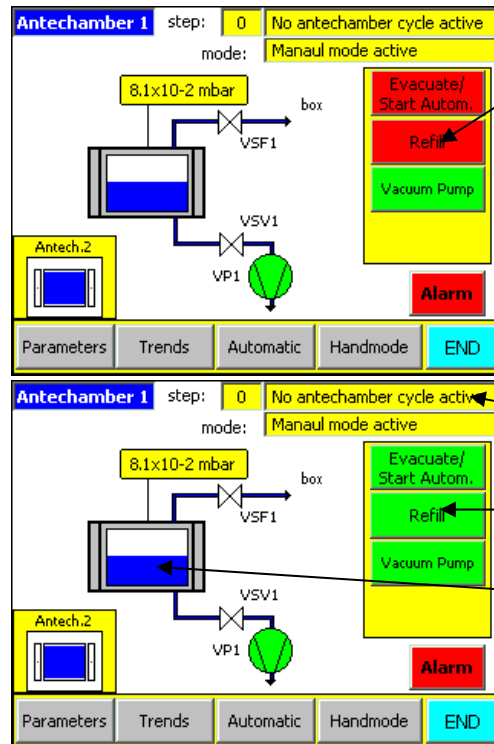 Antechamber 1 step: 0 No antechamber cycle active
mode: Manaul mode active
8.1x10-2 mbar
box
VSF1
Evacuate/
Start Autom.
Refill
Vacuum Pump
VSV1
Antech.2
VP1
Alarm
Parameters Trends Automatic Handmode END
Antechamber 1 step: 0 No antechamber cycle active
mode: Manaul mode active
8.1x10-2 mbar
box
VSF1
Evacuate/
Start Autom.
Refill
Vacuum Pump
VSV1
Antech.2
VP1
Alarm
Parameters Trends Automatic Handmode END